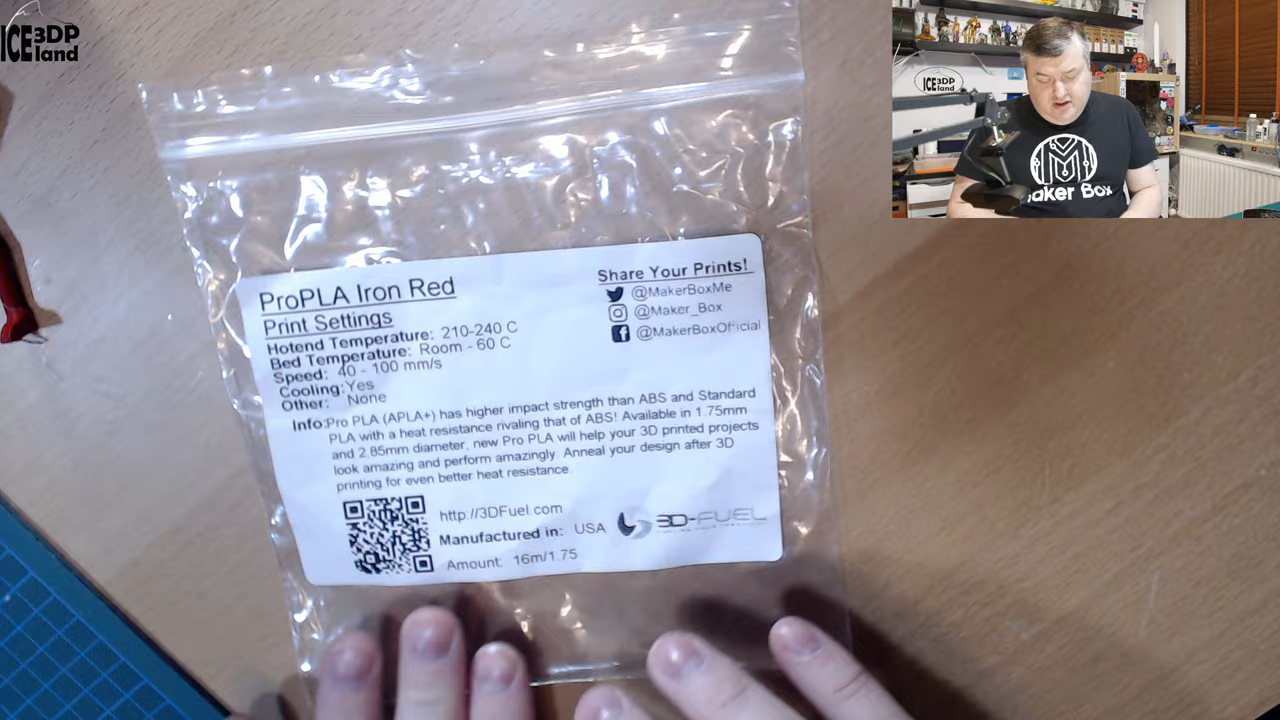 ICE 3DP
land
ICE 3DP
land
Maker Box
ProPLA Iron Red
Print Settings
Hotend Temperature: 210-240 C
Bed Temperature: Room - 60 C
Speed: 40 - 100 mm/s
Cooling: Yes
Other: None
Share Your Prints!
@MakerBoxMe
@Maker_Box
@MakerBoxOfficial
Info: Pro PLA (APLA+) has higher impact strength than ABS and Standard
PLA with a heat resistance rivaling that of ABS! Available in 1.75mm
and 2.85mm diameter, new Pro PLA will help your 3D printed projects
look amazing and perform amazingly. Anneal your design after 3D
printing for even better heat resistance.
http://3DFuel.com
Manufactured in: USA
3D-FUEL
Amount: 16m/1.75